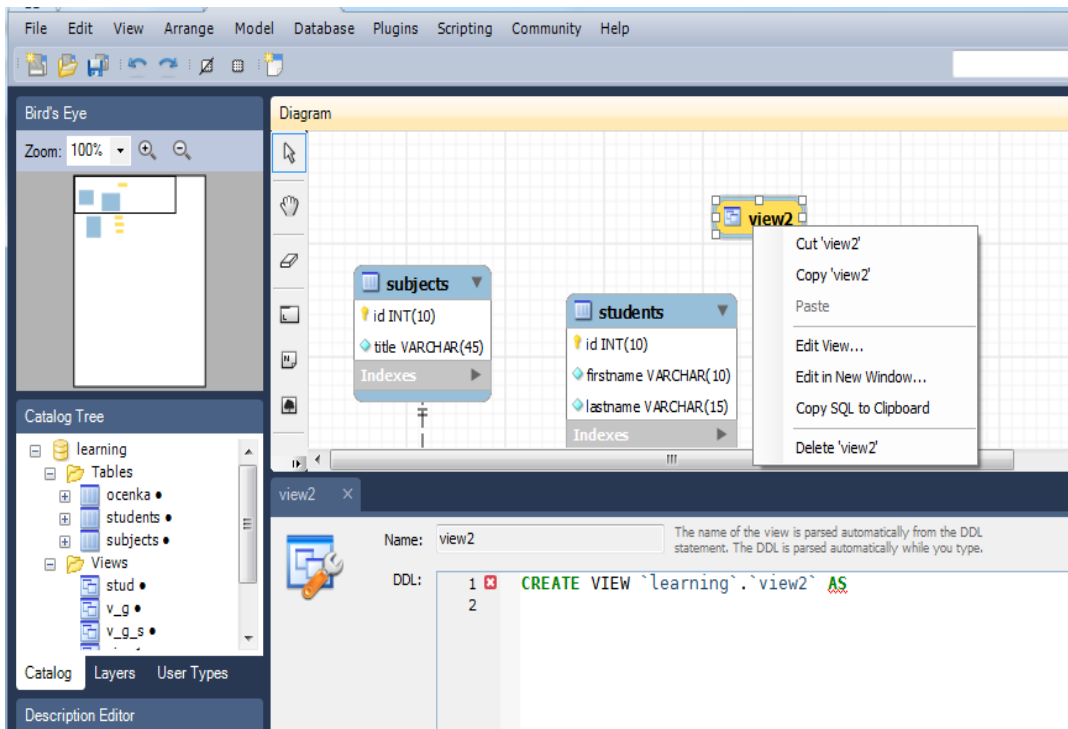 File Edit View Arrange Model Database Plugins Scripting Community Help
Bird's Eye
Zoom: 100%
Diagram
view2
Cut 'view2'
Copy 'view2'
Paste
Edit View...
Edit in New Window...
Copy SQL to Clipboard
Delete 'view2'
subjects
id INT(10)
title VARCHAR(45)
Indexes
students
id INT(10)
firstname VARCHAR(10)
lastname VARCHAR(15)
Indexes
Catalog Tree
learning
Tables
ocenka
students
subjects
Views
stud
v_g
v_g_s
Catalog Layers User Types
Description Editor
view2
Name: view2
The name of the view is parsed automatically from the DDL
statement. The DDL is parsed automatically while you type.
DDL:
1 CREATE VIEW `learning`.`view2` AS
2